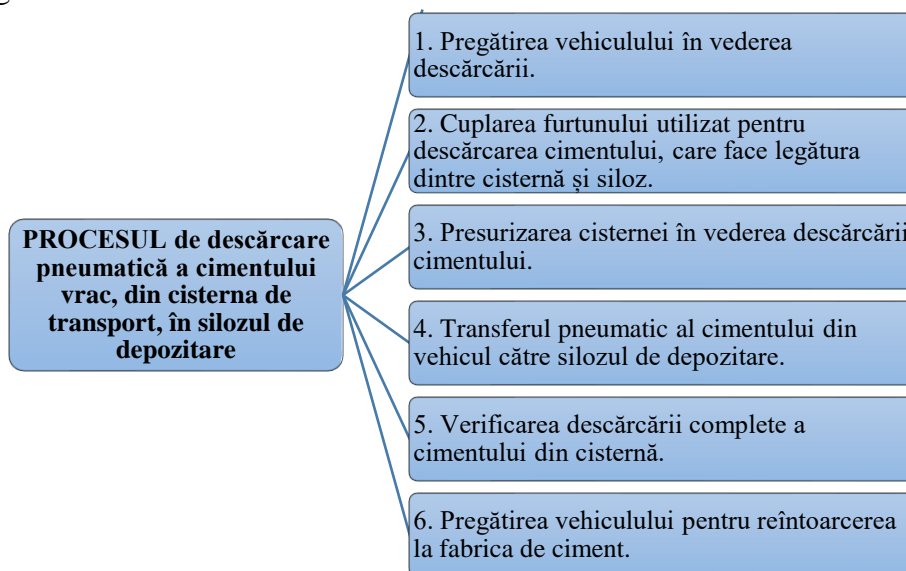 PROCESUL de descărcare
pneumatică a cimentului
vrac, din cisterna de
transport, în silozul de
depozitare
1. Pregătirea vehiculului în vederea
descărcării.
2. Cuplarea furtunului utilizat pentru
descărcarea cimentului, care face legătura
dintre cisternă și siloz.
3. Presurizarea cisternei în vederea descărcării
cimentului.
4. Transferul pneumatic al cimentului din
vehicul către silozul de depozitare.
5. Verificarea descărcării complete a
cimentului din cisternă.
6. Pregătirea vehiculului pentru reîntoarcerea
la fabrica de ciment.